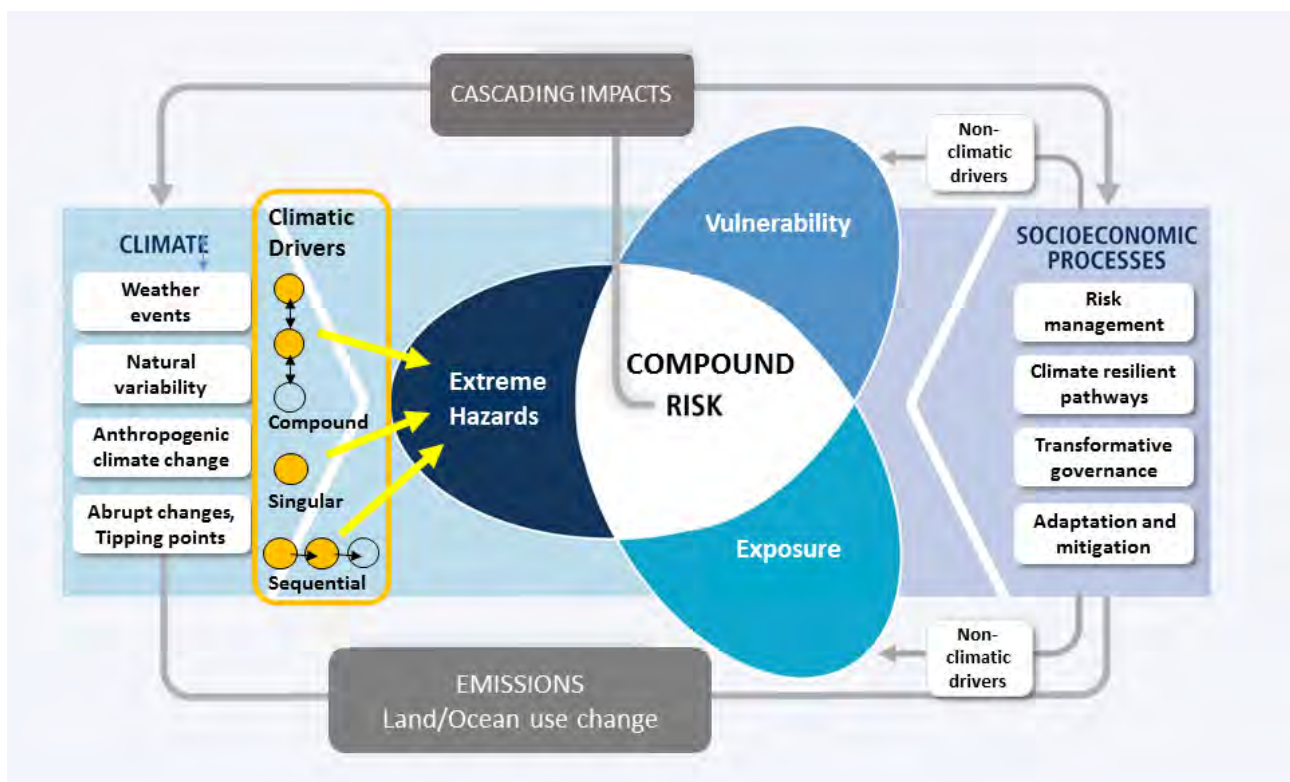 CASCADING IMPACTS
Non-
climatic
drivers
CLIMATE
Weather
events
Natural
variability
Anthropogenic
climate change
Abrupt changes,
Tipping points
Climatic
Drivers
Compound
Singular
Sequential
Extreme
Hazards
Vulnerability
COMPOUND
RISK
Exposure
SOCIOECONOMIC
PROCESSES
Risk
management
Climate resilient
pathways
Transformative
governance
Adaptation and
mitigation
Non-
climatic
drivers
EMISSIONS
Land/Ocean use change